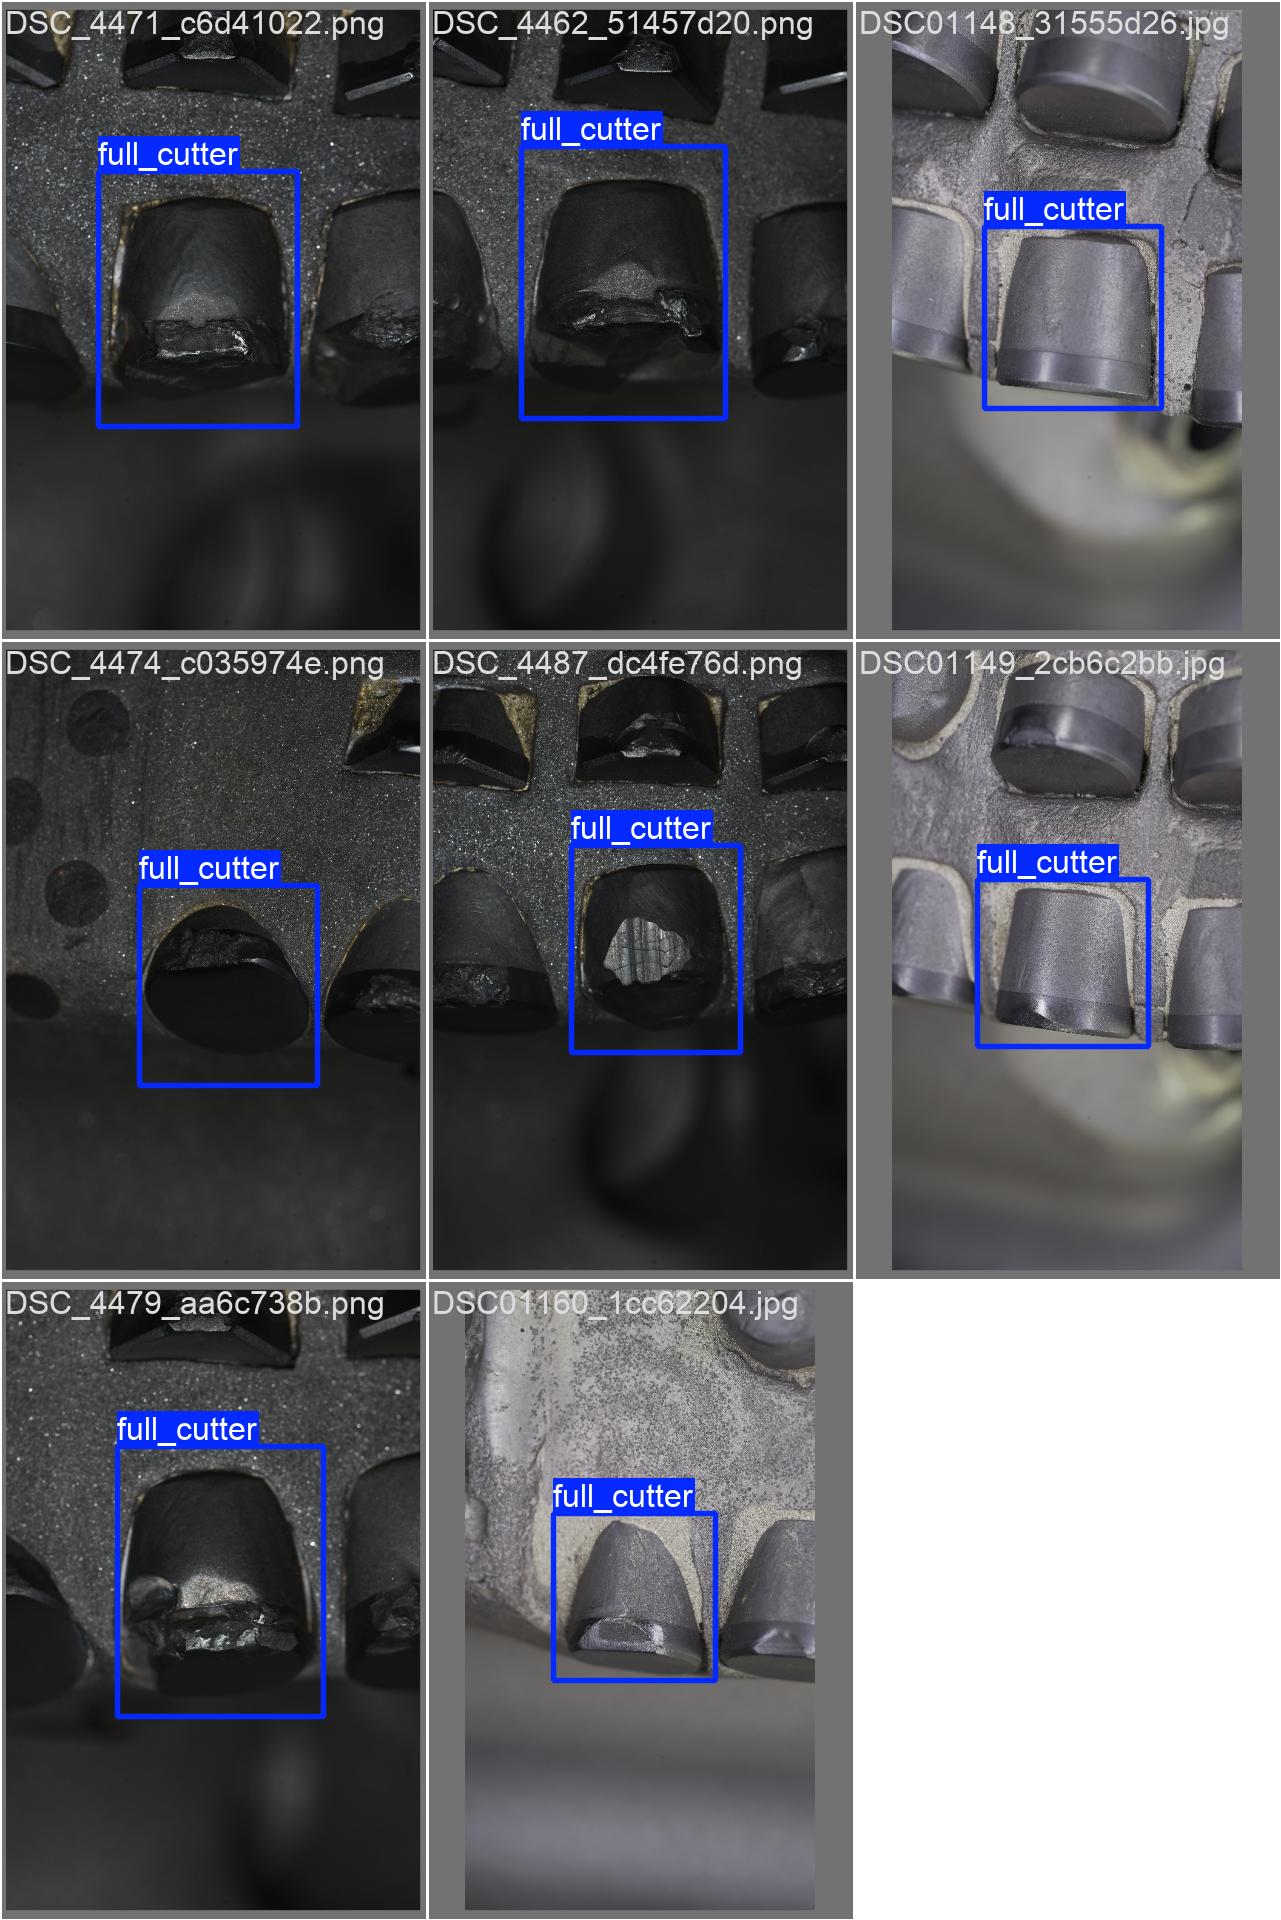 DSC_4471_c6d41022.png
full_cutter
DSC_4462_51457d20.png
full_cutter
DSC01148_31555d26.jpg
full_cutter
DSC_4474_c035974e.png
full_cutter
DSC_4487_dc4fe76d.png
full_cutter
DSC01149_2cb6c2bb.jpg
full_cutter
DSC_4479_aa6c738b.png
full_cutter
DSC01160_1cc62204.jpg
full_cutter